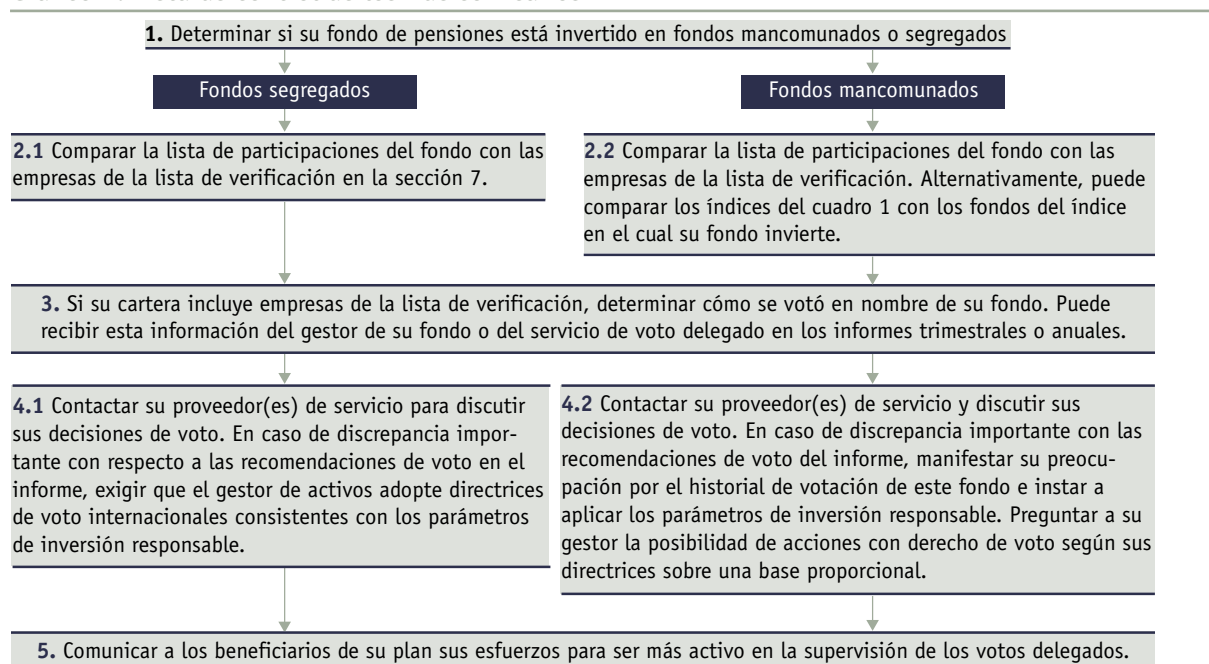 1. Determinar si su fondo de pensiones está invertido en fondos mancomunados o segregados
Fondos segregados
Fondos mancomunados
2.1 Comparar la lista de participaciones del fondo con las
empresas de la lista de verificación en la sección 7.
2.2 Comparar la lista de participaciones del fondo con las
empresas de la lista de verificación. Alternativamente, puede
comparar los índices del cuadro 1 con los fondos del índice
en el cual su fondo invierte.
3. Si su cartera incluye empresas de la lista de verificación, determinar cómo se votó en nombre de su fondo. Puede
recibir esta información del gestor de su fondo o del servicio de voto delegado en los informes trimestrales o anuales.
4.1 Contactar su proveedor(es) de servicio para discutir
sus decisiones de voto. En caso de discrepancia impor-
tante con respecto a las recomendaciones de voto en el
informe, exigir que el gestor de activos adopte directrices
de voto internacionales consistentes con los parámetros
de inversión responsable.
4.2 Contactar su proveedor(es) de servicio y discutir sus
decisiones de voto. En caso de discrepancia importante con las
recomendaciones de voto del informe, manifestar su preocu-
pación por el historial de votación de este fondo e instar a
aplicar los parámetros de inversión responsable. Preguntar a su
gestor la posibilidad de acciones con derecho de voto según sus
directrices sobre una base proporcional.
5. Comunicar a los beneficiarios de su plan sus esfuerzos para ser más activo en la supervisión de los votos delegados.